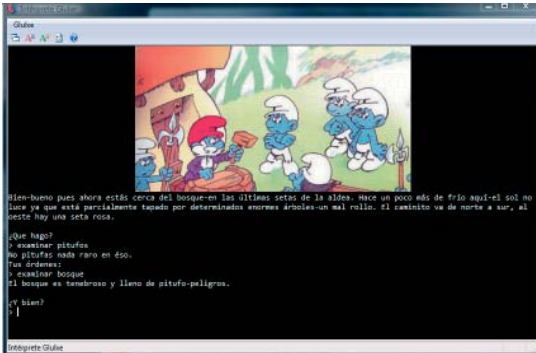 Intérprete Glulxe
Glulxe
Bien-bueno pues ahora estás cerca del bosque-en las últimas setas de la aldea. Hace un poco más de frío aquí-el sol no
luce ya que está parcialmente tapado por determinados enormes árboles-un mal rollo. El caminito va de norte a sur, al
oeste hay una seta rosa.
¿Que hago?
> examinar pitufos
No pitufas nada raro en éso.
Tus órdenes:
> examinar bosque
El bosque es tenebroso y lleno de pitufo-peligros.
¿Y bien?
>
Intérprete Glulxe